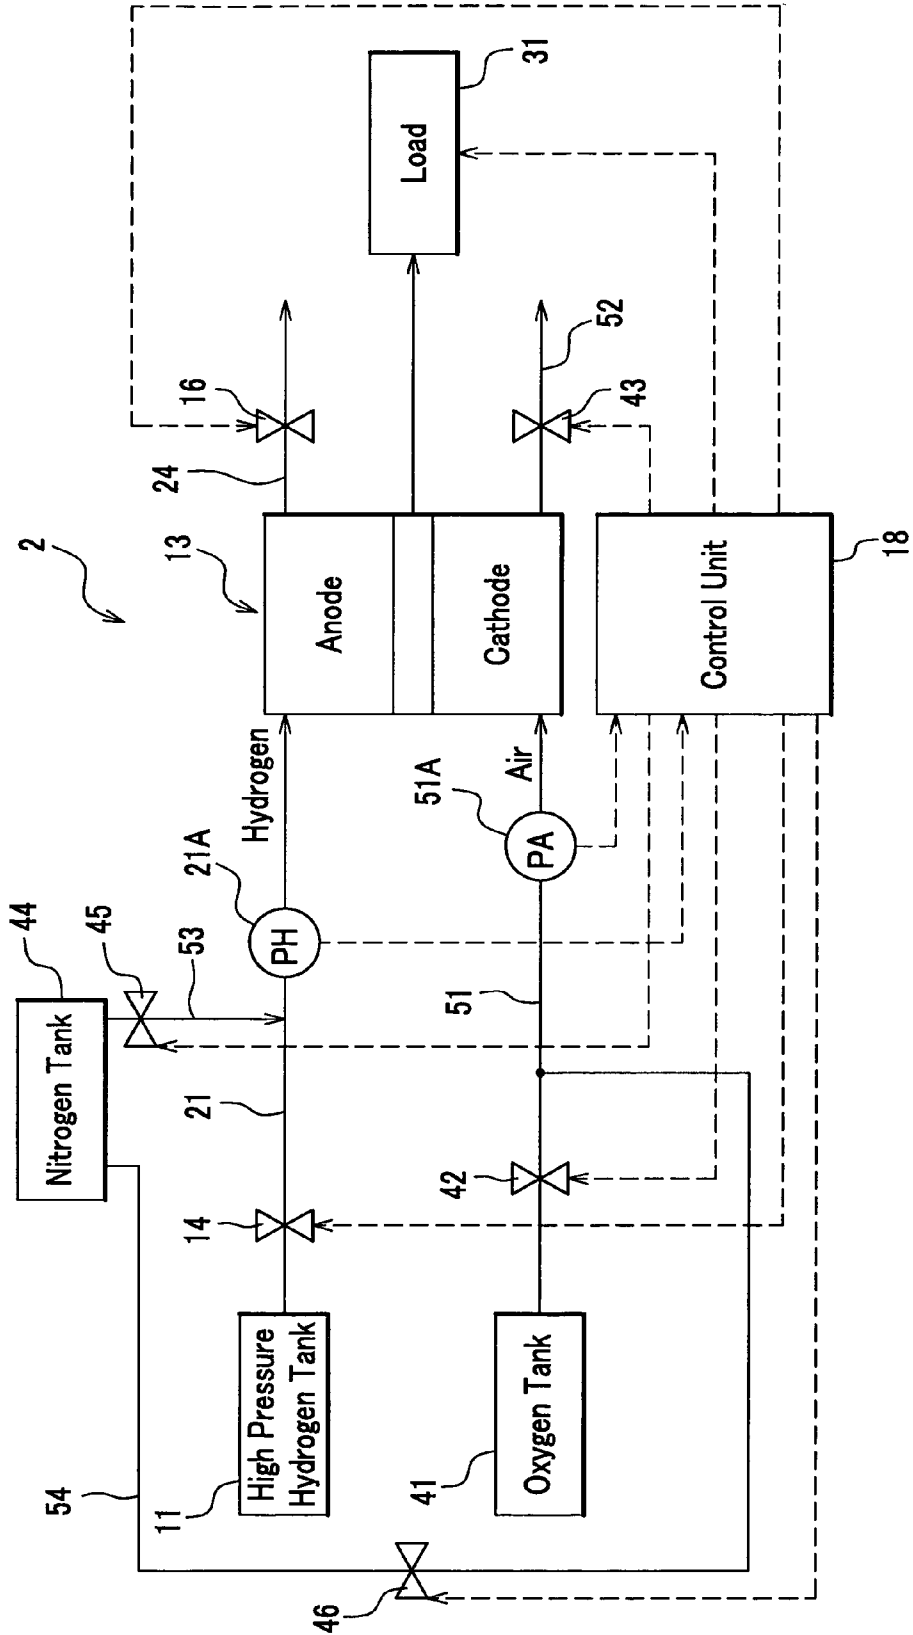 2
44
Nitrogen Tank
45
53
54
11
High Pressure
Hydrogen Tank
14
21
21A
PH
Hydrogen
13
Anode
Cathode
24
16
Load
31
46
41
Oxygen Tank
42
51
51A
PA
Air
52
43
Control Unit
18